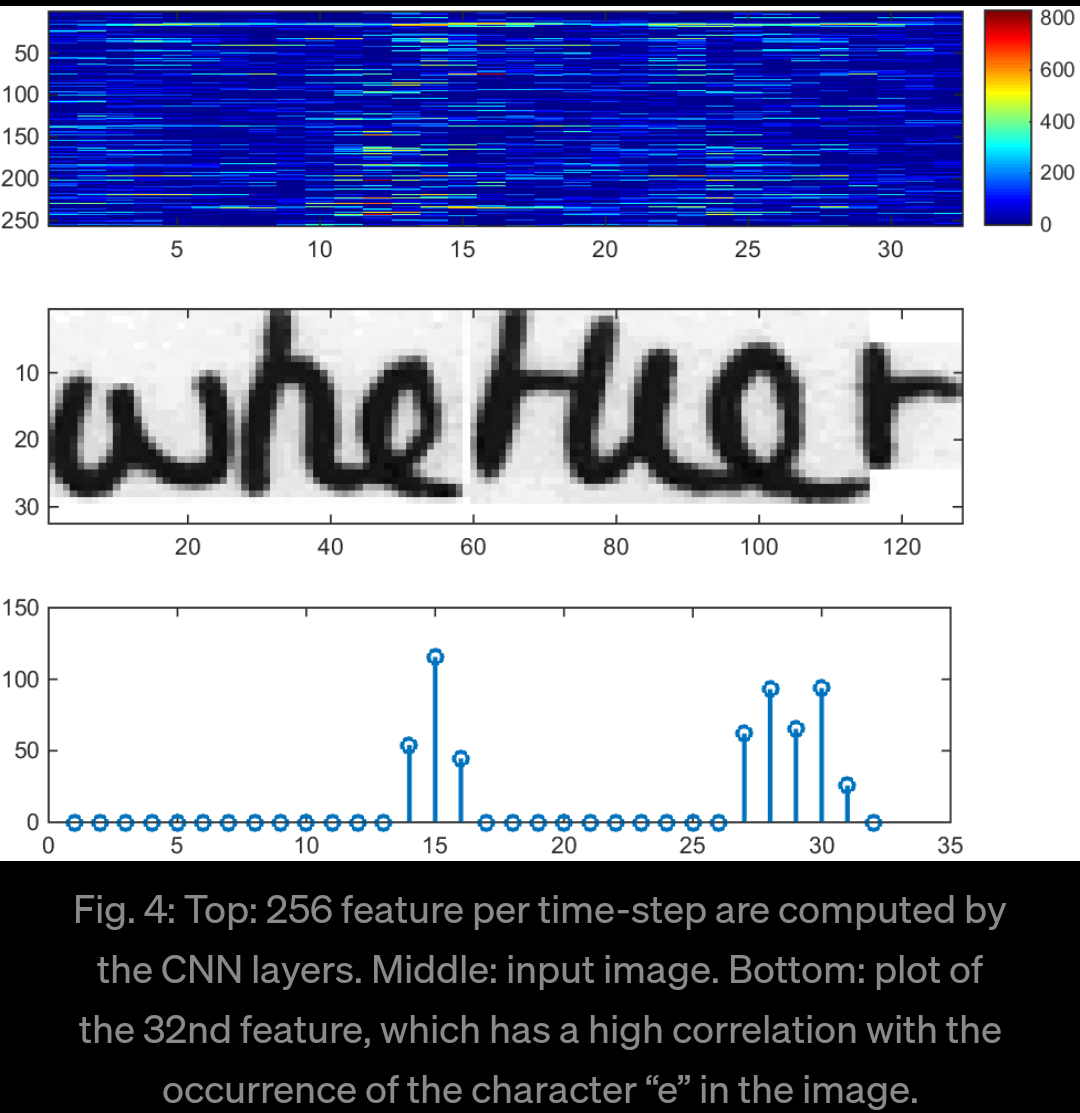 50
100
150
200
250
5 10 15 20 25 30
800
600
400
200
0
10
20
30
whether
20 40 60 80 100 120
150
100
50
0
0 5 10 15 20 25 30 35
Fig. 4: Top: 256 feature per time-step are computed by
the CNN layers. Middle: input image. Bottom: plot of
the 32nd feature, which has a high correlation with the
occurrence of the character “e” in the image.